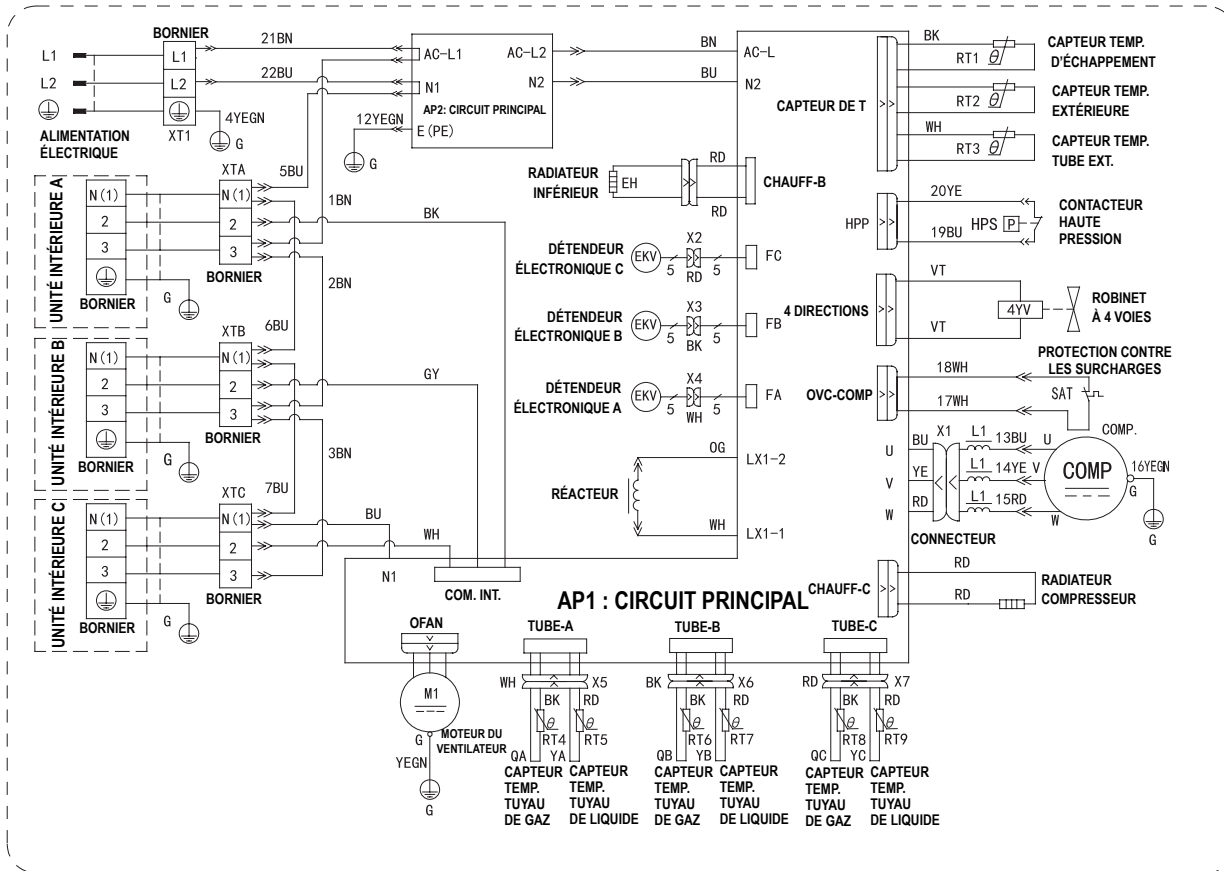 BORNIER
L1
L2
ALIMENTATION
ÉLECTRIQUE
L1
L2
XT1
21BN
22BU
4YEGN
G
AC-L1
N1
AC-L2
N2
AP2: CIRCUIT PRINCIPAL
E (PE)
12YEGN
G
BN
BU
AC-L
N2
UNITÉ INTÉRIEURE A
N(1)
2
3
BORNIER
G
XTA
N(1)
2
3
BORNIER
5BU
1BN
BK
2BN
UNITÉ INTÉRIEURE B
N(1)
2
3
BORNIER
G
XTB
N(1)
2
3
BORNIER
6BU
GY
3BN
UNITÉ INTÉRIEURE C
N(1)
2
3
BORNIER
G
XTC
N(1)
2
3
BORNIER
7BU
BU
WH
N1
COM. INT.
RADIATEUR
INFÉRIEUR
EH
RD
RD
CHAUFF-B
DÉTENDEUR
ÉLECTRONIQUE C
EKV
5
X2
RD
5
FC
DÉTENDEUR
ÉLECTRONIQUE B
EKV
5
X3
BK
5
FB
DÉTENDEUR
ÉLECTRONIQUE A
EKV
5
X4
WH
5
FA
RÉACTEUR
OG
LX1-2
WH
LX1-1
CAPTEUR DE T
BK
RT1
θ
CAPTEUR TEMP.
D'ÉCHAPPEMENT
RT2
θ
CAPTEUR TEMP.
EXTÉRIEURE
WH
RT3
θ
CAPTEUR TEMP.
TUBE EXT.
HPP
20YE
19BU
HPS
P
CONTACTEUR
HAUTE
PRESSION
4 DIRECTIONS
VT
VT
4YV
ROBINET
À 4 VOIES
PROTECTION CONTRE
LES SURCHARGES
OVC-COMP
18WH
17WH
SAT
U
V
W
BU
YE
RD
X1
L1
13BU
L1
14YE
L1
15RD
U
V
W
COMP.
COMP
16YEGN
G
G
CONNECTEUR
CHAUFF-C
RD
RD
RADIATEUR
COMPRESSEUR
AP1 : CIRCUIT PRINCIPAL
OFAN
M1
G
YEGN
G
MOTEUR DU
VENTILATEUR
TUBE-A
WH
X5
BK
RD
θ
RT4
θ
RT5
QA
YA
CAPTEUR
TEMP.
TUYAU
DE GAZ
CAPTEUR
TEMP.
TUYAU
DE LIQUIDE
TUBE-B
BK
X6
BK
RD
θ
RT6
θ
RT7
QB
YB
CAPTEUR
TEMP.
TUYAU
DE GAZ
CAPTEUR
TEMP.
TUYAU
DE LIQUIDE
TUBE-C
RD
X7
BK
RD
θ
RT8
θ
RT9
QC
YC
CAPTEUR
TEMP.
TUYAU
DE GAZ
CAPTEUR
TEMP.
TUYAU
DE LIQUIDE